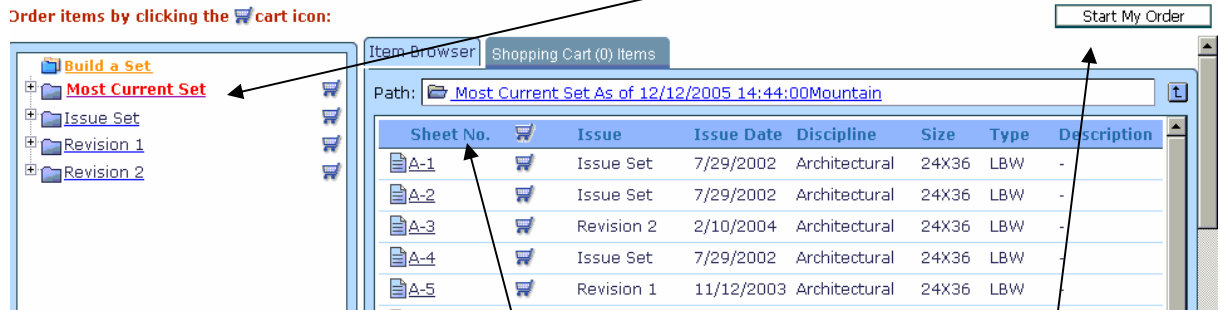 Order items by clicking the cart icon:
Start My Order
Build a Set
Most Current Set
Issue Set
Revision 1
Revision 2
Item Browser Shopping Cart (0) Items
Path: Most Current Set As of 12/12/2005 14:44:00Mountain
Sheet No. Issue Issue Date Discipline Size Type Description
A-1 Issue Set 7/29/2002 Architectural 24X36 LBW -
A-2 Issue Set 7/29/2002 Architectural 24X36 LBW -
A-3 Revision 2 2/10/2004 Architectural 24X36 LBW -
A-4 Issue Set 7/29/2002 Architectural 24X36 LBW -
A-5 Revision 1 11/12/2003 Architectural 24X36 LBW -